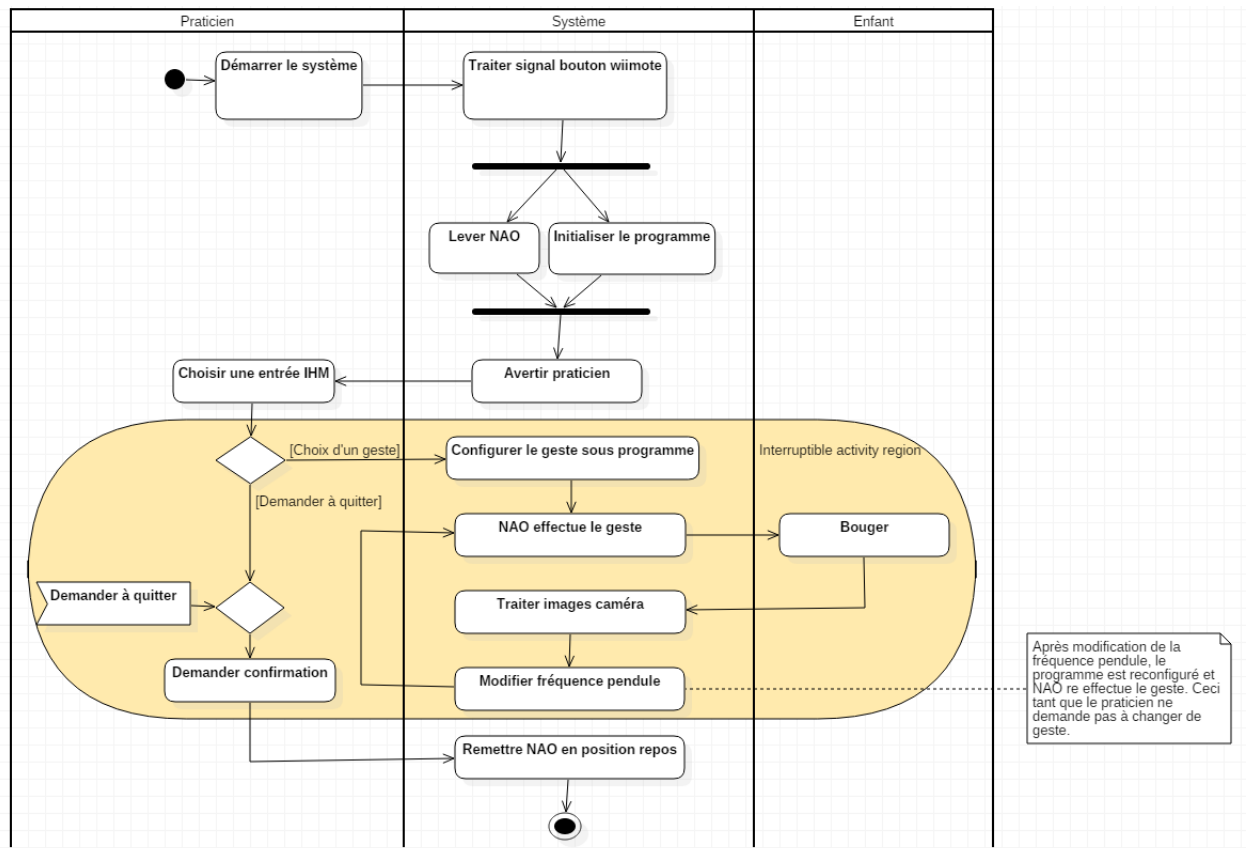 Praticien
Système
Enfant
Démarrer le système
Traiter signal bouton wiimote
Lever NAO
Initialiser le programme
Choisir une entrée IHM
Avertir praticien
[Choix d'un geste]
Configurer le geste sous programme
Interruptible activity region
[Demander à quitter]
NAO effectue le geste
Bouger
Demander à quitter
Traiter images caméra
Demander confirmation
Modifier fréquence pendule
Après modification de la
fréquence pendule, le
programme est reconfiguré et
NAO re effectue le geste. Ceci
tant que le praticien ne
demande pas à changer de
geste.
Remettre NAO en position repos